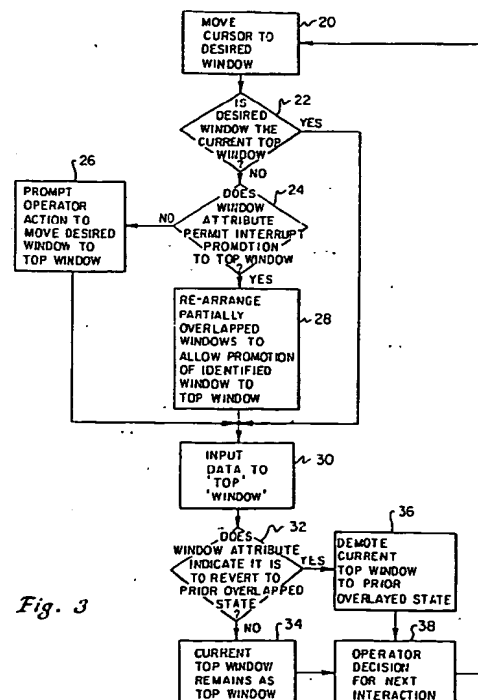 20
MOVE
CURSOR TO
DESIRED
WINDOW
22
IS
DESIRED
WINDOW THE
CURRENT TOP
WINDOW
?
YES
NO
26
PROMPT
OPERATOR
ACTION TO
MOVE DESIRED
WINDOW TO
TOP WINDOW
24
DOES
WINDOW
ATTRIBUTE
PERMIT INTERRUPT
PROMOTION
TO TOP WINDOW
?
NO
YES
28
RE-ARRANGE
PARTIALLY
OVERLAPPED
WINDOWS TO
ALLOW PROMOTION
OF IDENTIFIED
WINDOW TO
TOP WINDOW
30
INPUT
DATA TO
"TOP"
"WINDOW"
32
DOES
WINDOW ATTRIBUTE
INDICATE IT IS
TO REVERT TO
PRIOR OVERLAPPED
STATE
?
YES
NO
36
DEMOTE
CURRENT
TOP WINDOW
TO PRIOR
OVERLAYED STATE
34
CURRENT
TOP WINDOW
REMAINS AS
TOP WINDOW
38
OPERATOR
DECISION
FOR NEXT
INTERACTION
Fig. 3